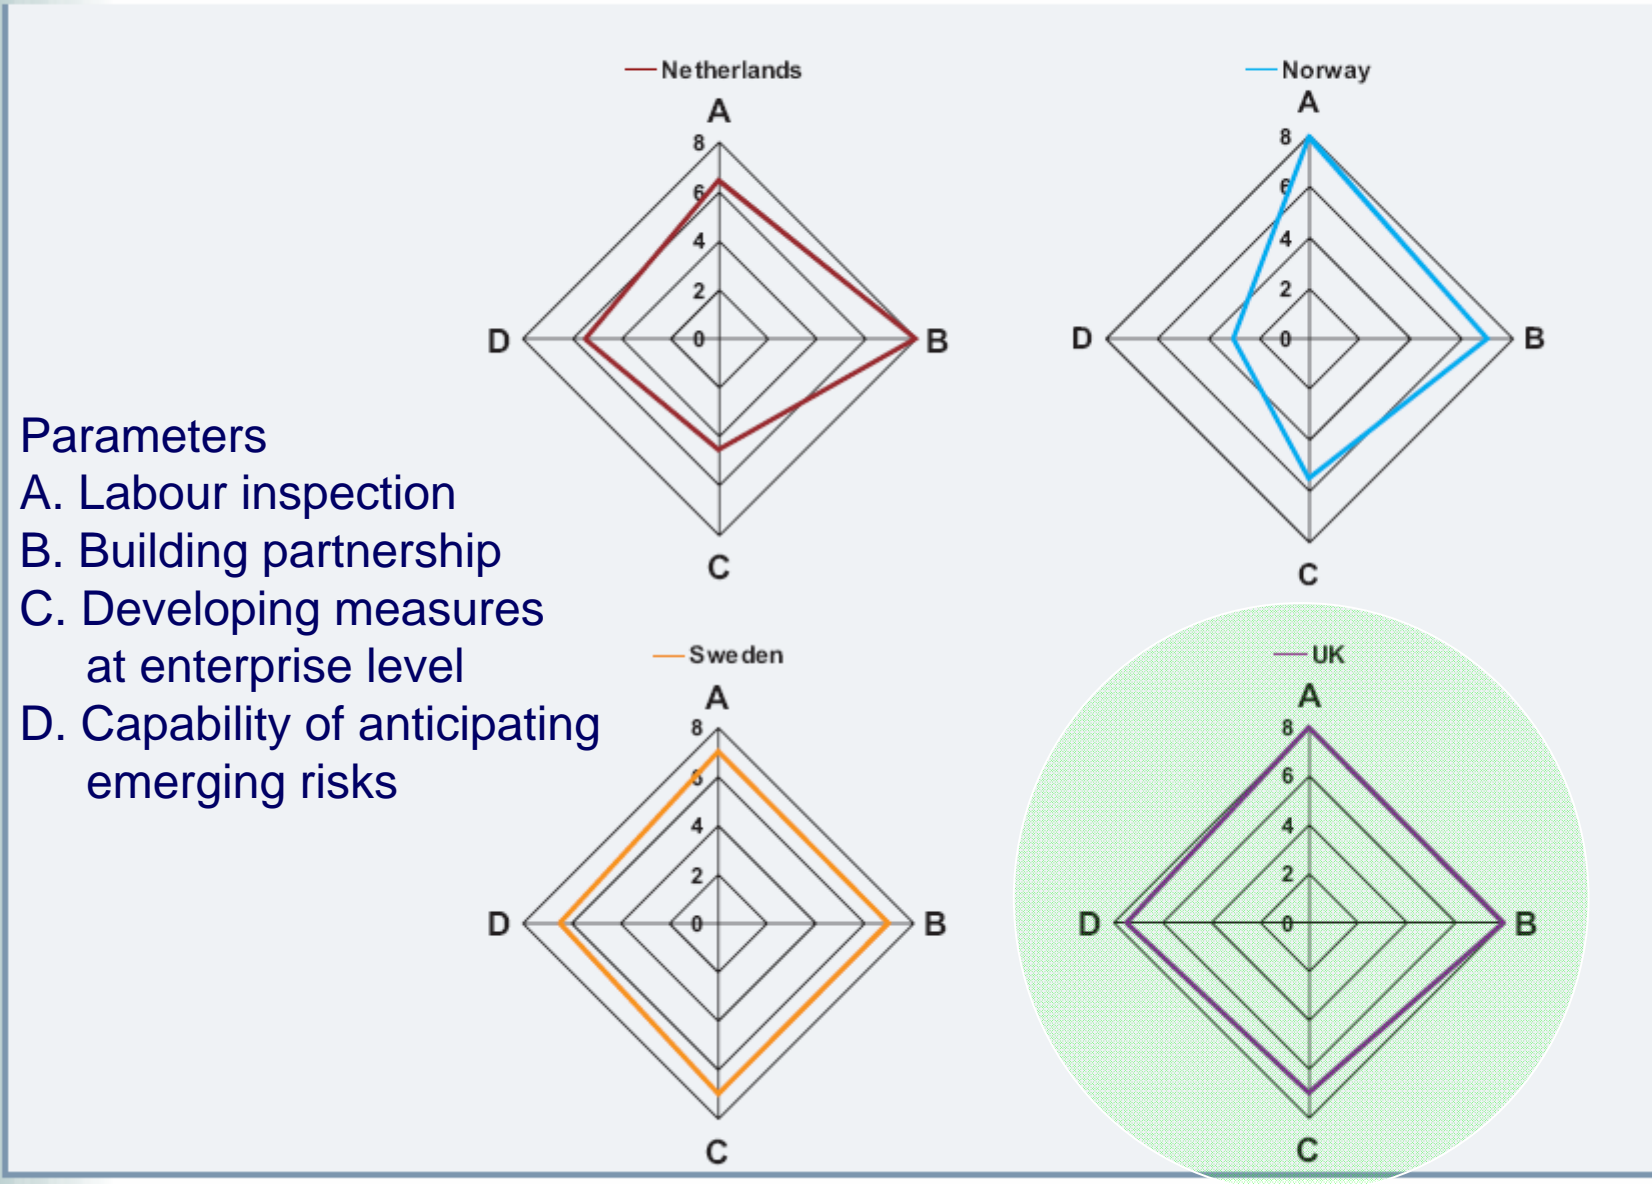 Parameters
A. Labour inspection
B. Building partnership
C. Developing measures
at enterprise level
D. Capability of anticipating
emerging risks
Netherlands
A
8
6
4
2
0
D
B
C
Norway
A
8
6
4
2
0
D
B
C
Sweden
A
8
6
4
2
0
D
B
C
UK
A
8
6
4
2
0
D
B
C